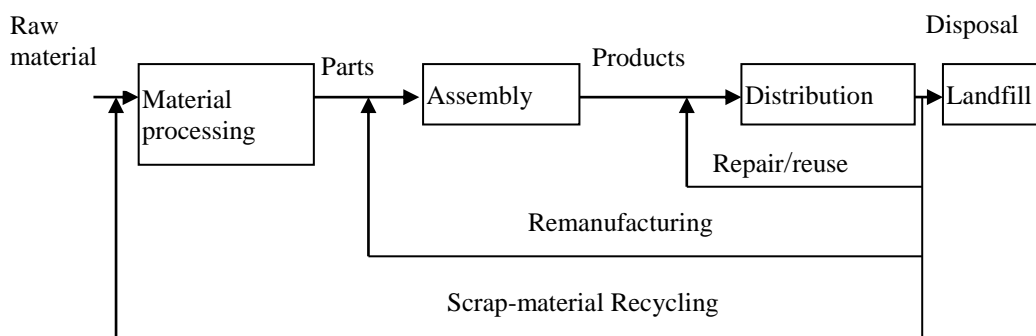 Raw
material
Disposal
Parts
Products
Material
processing
Assembly
Distribution
Landfill
Repair/reuse
Remanufacturing
Scrap-material Recycling